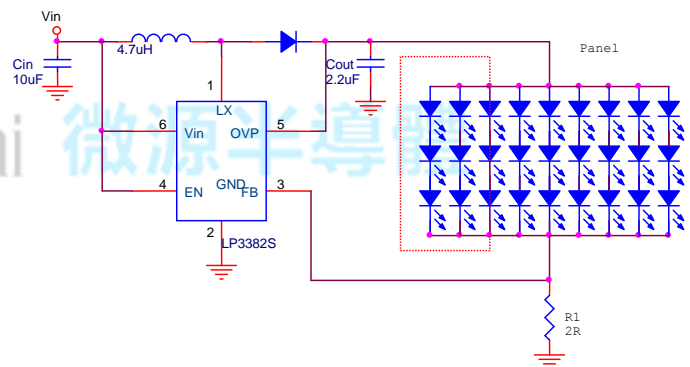 Vin
Cin
10uF
4.7uH
Cout
2.2uF
Panel
1
LX
6
Vin
OVP
5
4
EN
GND
FB
3
2
LP3382S
微源半導體
R1
2R